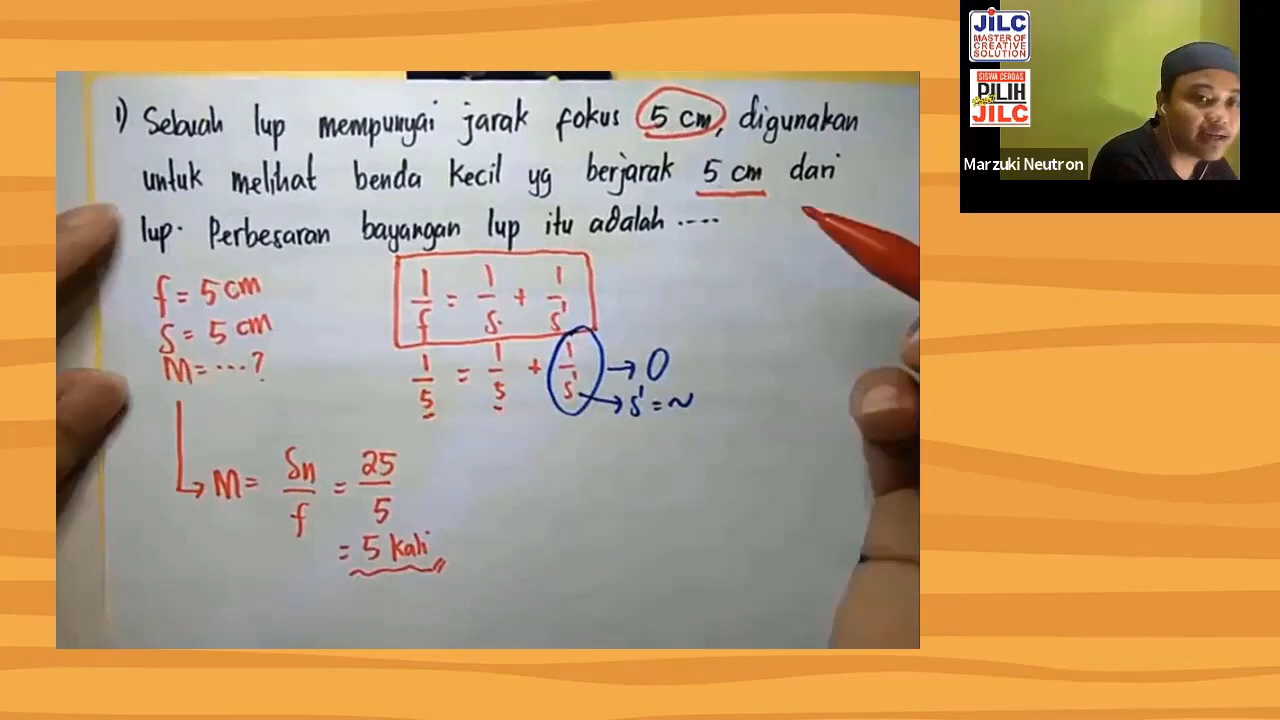 1) Sebuah lup mempunyai jarak fokus 5 cm, digunakan
untuk melihat benda kecil yg berjarak 5 cm dari
lup. Perbesaran bayangan lup itu adalah ....
f = 5 cm
S = 5 cm
M = ...?
1/f = 1/s + 1/s'
1/5 = 1/5 + 1/s' → 0
→ s' = ~
M = Sn/f = 25/5
= 5 kali
JILC
MASTER OF
CREATIVE
SOLUTION
SISWA CERDAS
PILIH
JILC
Marzuki Neutron